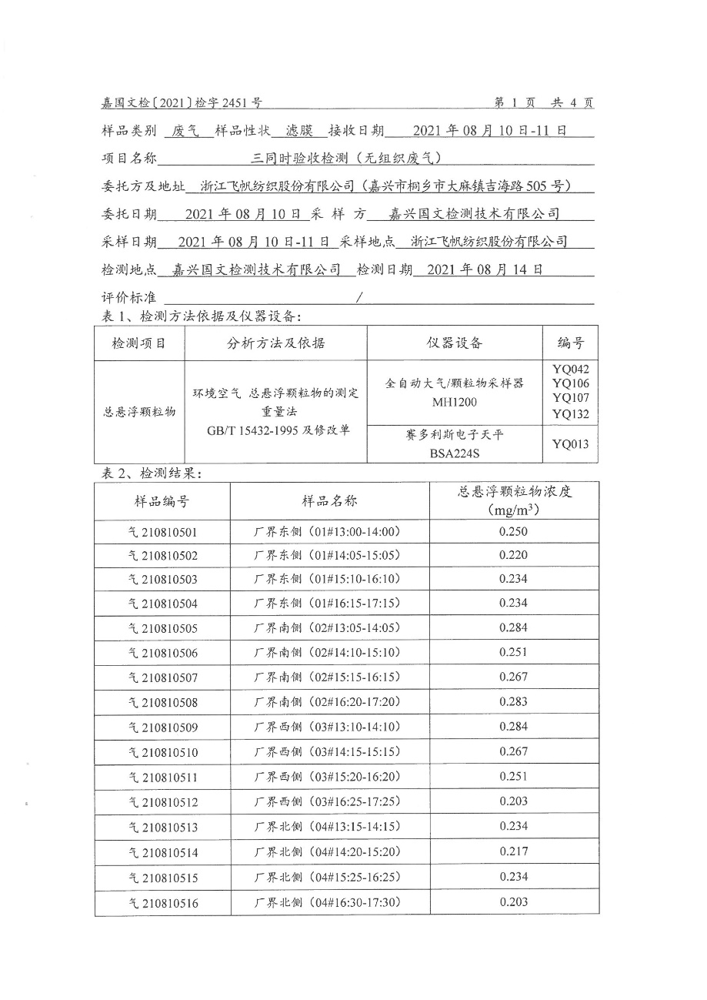 嘉国文检〔2021〕检字 2451 号 第 1 页 共 4 页
样品类别 废气 样品性状 滤膜 接收日期 2021 年 08 月 10 日-11 日
项目名称 三同时验收检测（无组织废气）
委托方及地址 浙江飞帆纺织股份有限公司（嘉兴市桐乡市大麻镇吉海路 505 号）
委托日期 2021 年 08 月 10 日 采 样 方 嘉兴国文检测技术有限公司
采样日期 2021 年 08 月 10 日-11 日 采样地点 浙江飞帆纺织股份有限公司
检测地点 嘉兴国文检测技术有限公司 检测日期 2021 年 08 月 14 日
评价标准 /
表 1、检测方法依据及仪器设备：
检测项目 分析方法及依据 仪器设备 编号
总悬浮颗粒物
环境空气 总悬浮颗粒物的测定
重量法
GB/T 15432-1995 及修改单
全自动大气/颗粒物采样器
MH1200
YQ042
YQ106
YQ107
YQ132
赛多利斯电子天平
BSA224S
YQ013
表 2、检测结果：
样品编号 样品名称 总悬浮颗粒物浓度
（mg/m³）
气 210810501 厂界东侧（01#13:00-14:00） 0.250
气 210810502 厂界东侧（01#14:05-15:05） 0.220
气 210810503 厂界东侧（01#15:10-16:10） 0.234
气 210810504 厂界东侧（01#16:15-17:15） 0.234
气 210810505 厂界南侧（02#13:05-14:05） 0.284
气 210810506 厂界南侧（02#14:10-15:10） 0.251
气 210810507 厂界南侧（02#15:15-16:15） 0.267
气 210810508 厂界南侧（02#16:20-17:20） 0.283
气 210810509 厂界西侧（03#13:10-14:10） 0.284
气 210810510 厂界西侧（03#14:15-15:15） 0.267
气 210810511 厂界西侧（03#15:20-16:20） 0.251
气 210810512 厂界西侧（03#16:25-17:25） 0.203
气 210810513 厂界北侧（04#13:15-14:15） 0.234
气 210810514 厂界北侧（04#14:20-15:20） 0.217
气 210810515 厂界北侧（04#15:25-16:25） 0.234
气 210810516 厂界北侧（04#16:30-17:30） 0.203